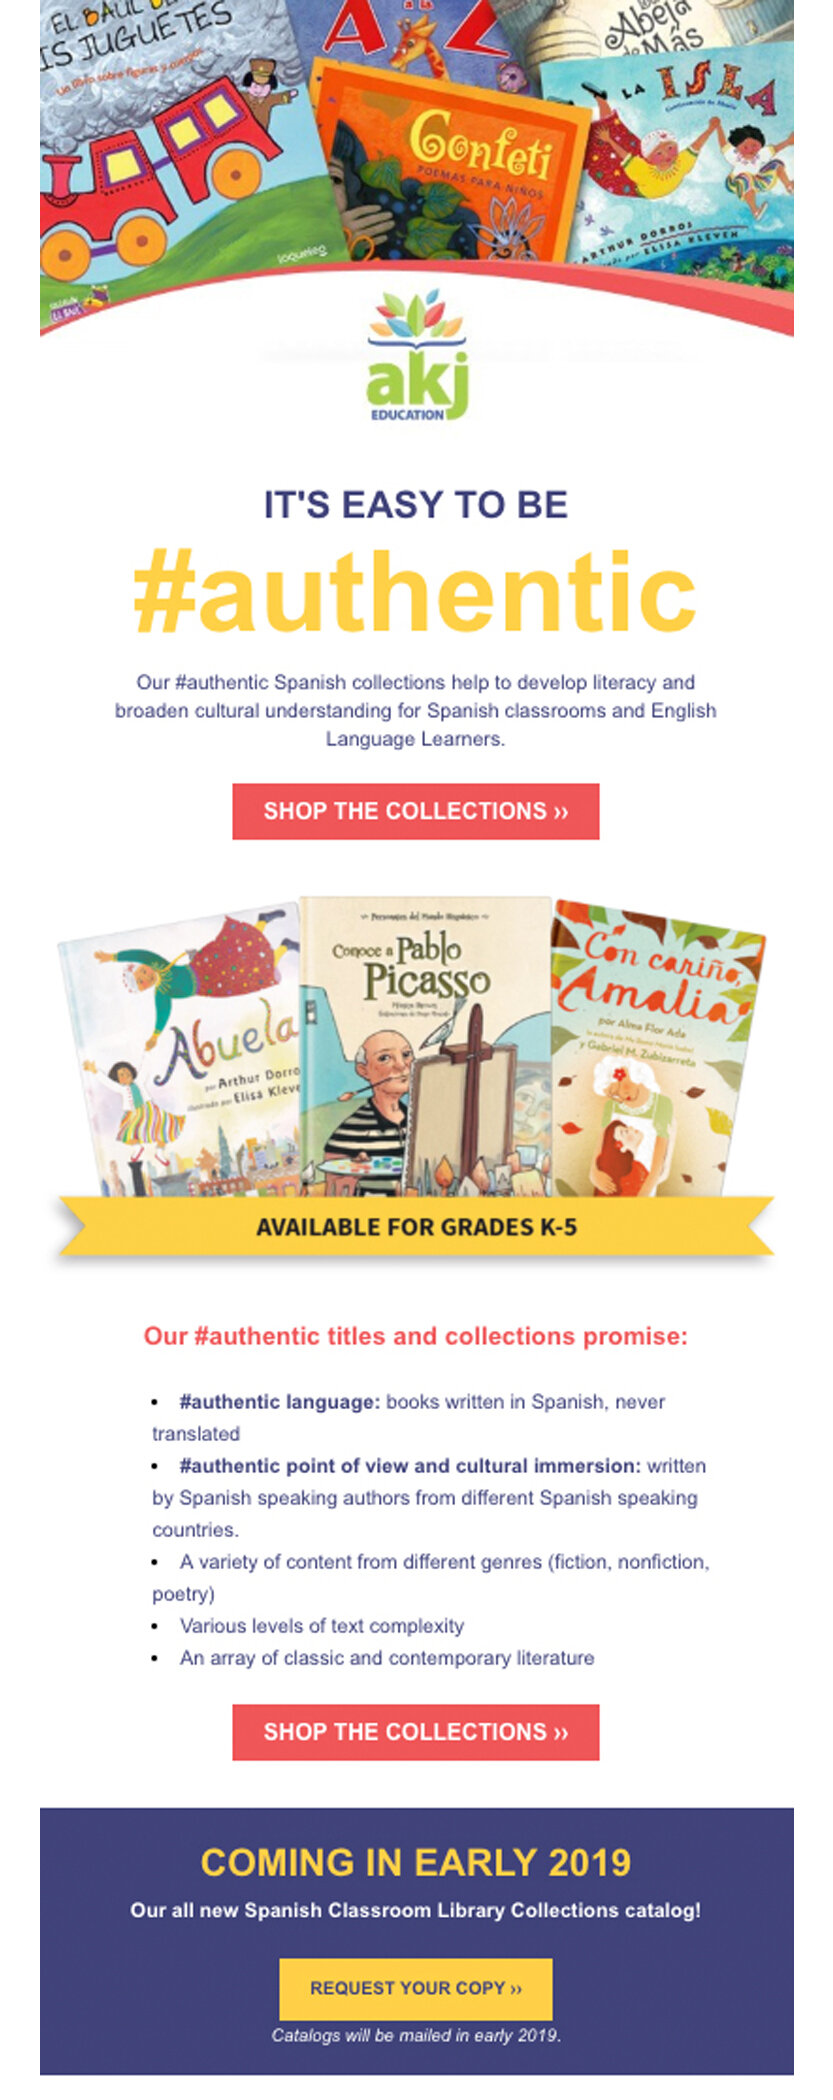 EL BAÚL DE
MIS JUGUETES
Un libro sobre figuras y cuerpos
A
Z
Abeja
de Más
LA ISLA
Continuación de Abuela
Confeti
POEMAS PARA NIÑOS
ARTHUR DORROS
ELISA KLEVEN
loqueleo
akj
EDUCATION
IT'S EASY TO BE
#authentic
Our #authentic Spanish collections help to develop literacy and
broaden cultural understanding for Spanish classrooms and English
Language Learners.
SHOP THE COLLECTIONS ››
Abuela
por Arthur Dorro
ilustrado por Elisa Kleve
Personajes del Mundo Hispánico
Conoce a Pablo
Picasso
Con cariño,
Amalia
por Alma Flor Ada
y Gabriel M. Zubizarreta
AVAILABLE FOR GRADES K-5
Our #authentic titles and collections promise:
• #authentic language: books written in Spanish, never
translated
• #authentic point of view and cultural immersion: written
by Spanish speaking authors from different Spanish speaking
countries.
• A variety of content from different genres (fiction, nonfiction,
poetry)
• Various levels of text complexity
• An array of classic and contemporary literature
SHOP THE COLLECTIONS ››
COMING IN EARLY 2019
Our all new Spanish Classroom Library Collections catalog!
REQUEST YOUR COPY ››
Catalogs will be mailed in early 2019.